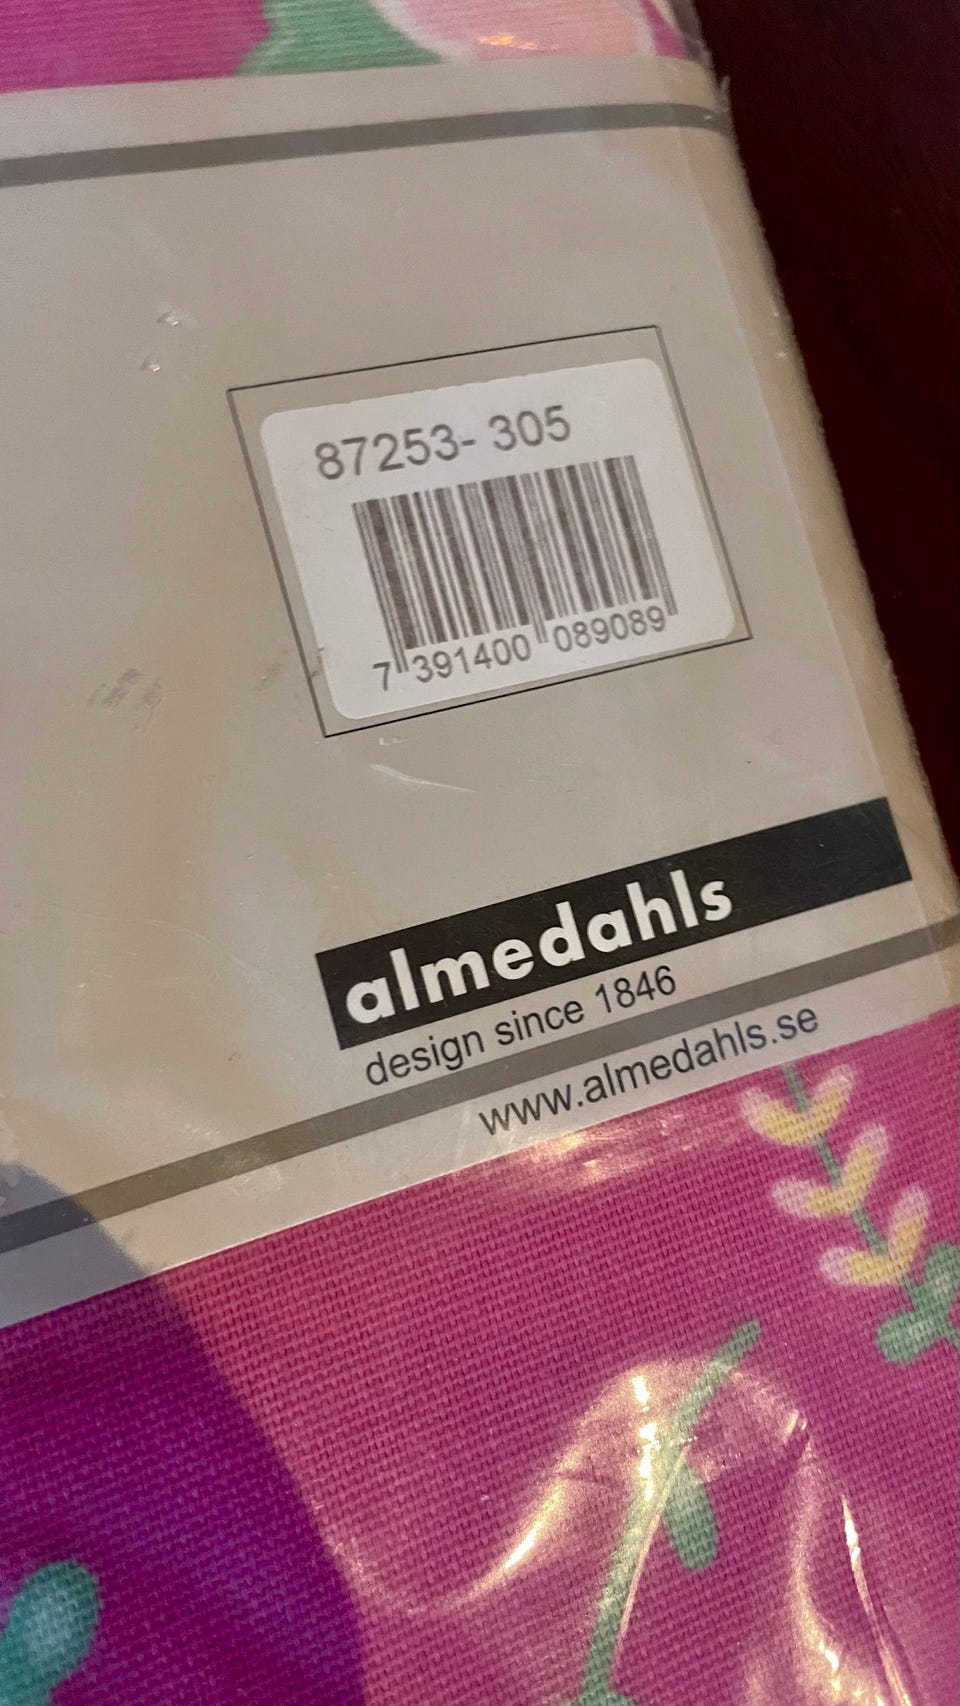 87253- 305
7 391400 089089
almedahls
design since 1846
www.almedahls.se